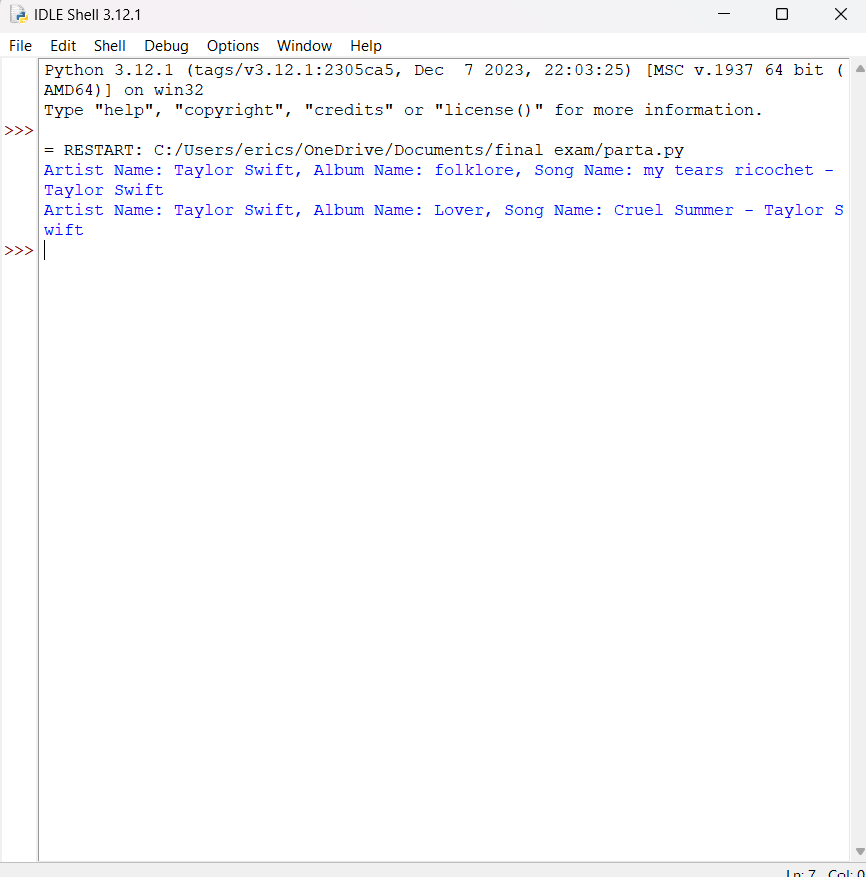 IDLE Shell 3.12.1
File Edit Shell Debug Options Window Help
Python 3.12.1 (tags/v3.12.1:2305ca5, Dec  7 2023, 22:03:25) [MSC v.1937 64 bit (
AMD64)] on win32
Type "help", "copyright", "credits" or "license()" for more information.
>>>
= RESTART: C:/Users/erics/OneDrive/Documents/final exam/parta.py
Artist Name: Taylor Swift, Album Name: folklore, Song Name: my tears ricochet -
Taylor Swift
Artist Name: Taylor Swift, Album Name: Lover, Song Name: Cruel Summer - Taylor S
wift
>>>
Ln: 7 Col: 0